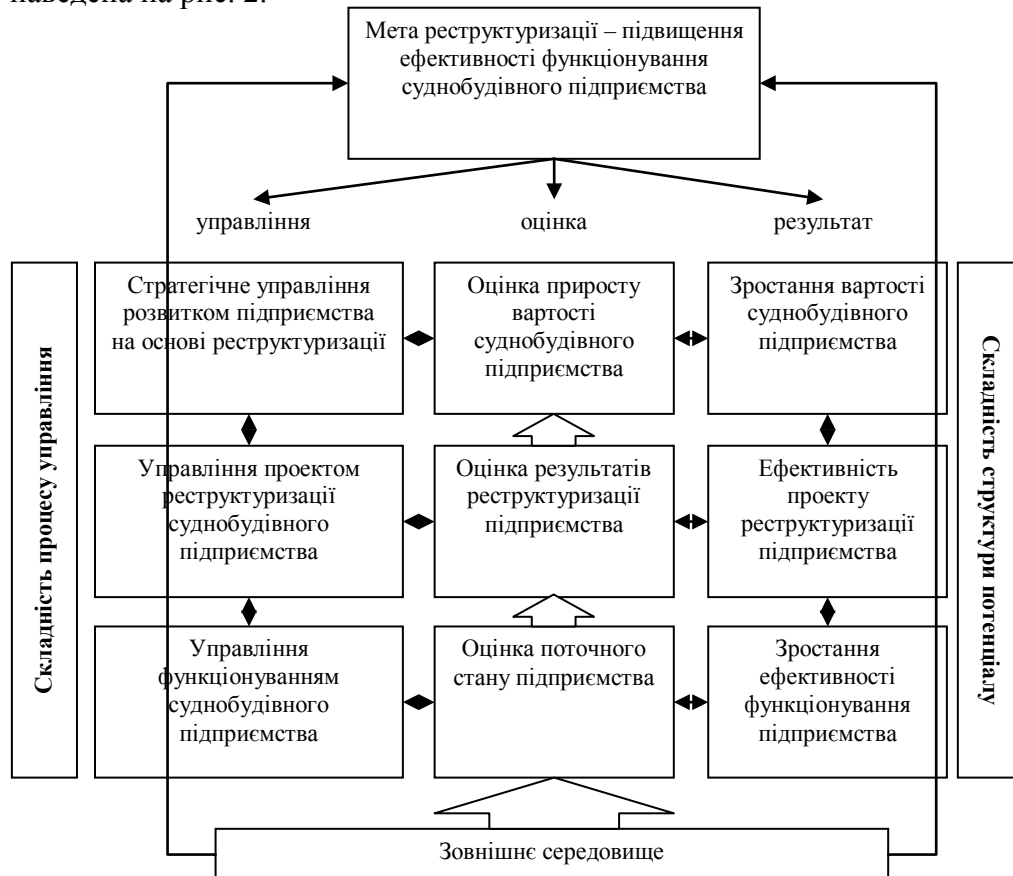 наведена на рис. 2.
Мета реструктуризації – підвищення
ефективності функціонування
суднобудівного підприємства
управління
оцінка
результат
Складність процесу управління
Стратегічне управління
розвитком підприємства
на основі реструктуризації
Оцінка приросту
вартості
суднобудівного
підприємства
Зростання вартості
суднобудівного
підприємства
Складність структури потенціалу
Управління проектом
реструктуризації
суднобудівного
підприємства
Оцінка результатів
реструктуризації
підприємства
Ефективність
проекту
реструктуризації
підприємства
Управління
функціонуванням
суднобудівного
підприємства
Оцінка поточного
стану підприємства
Зростання
ефективності
функціонування
підприємства
Зовнішнє середовище